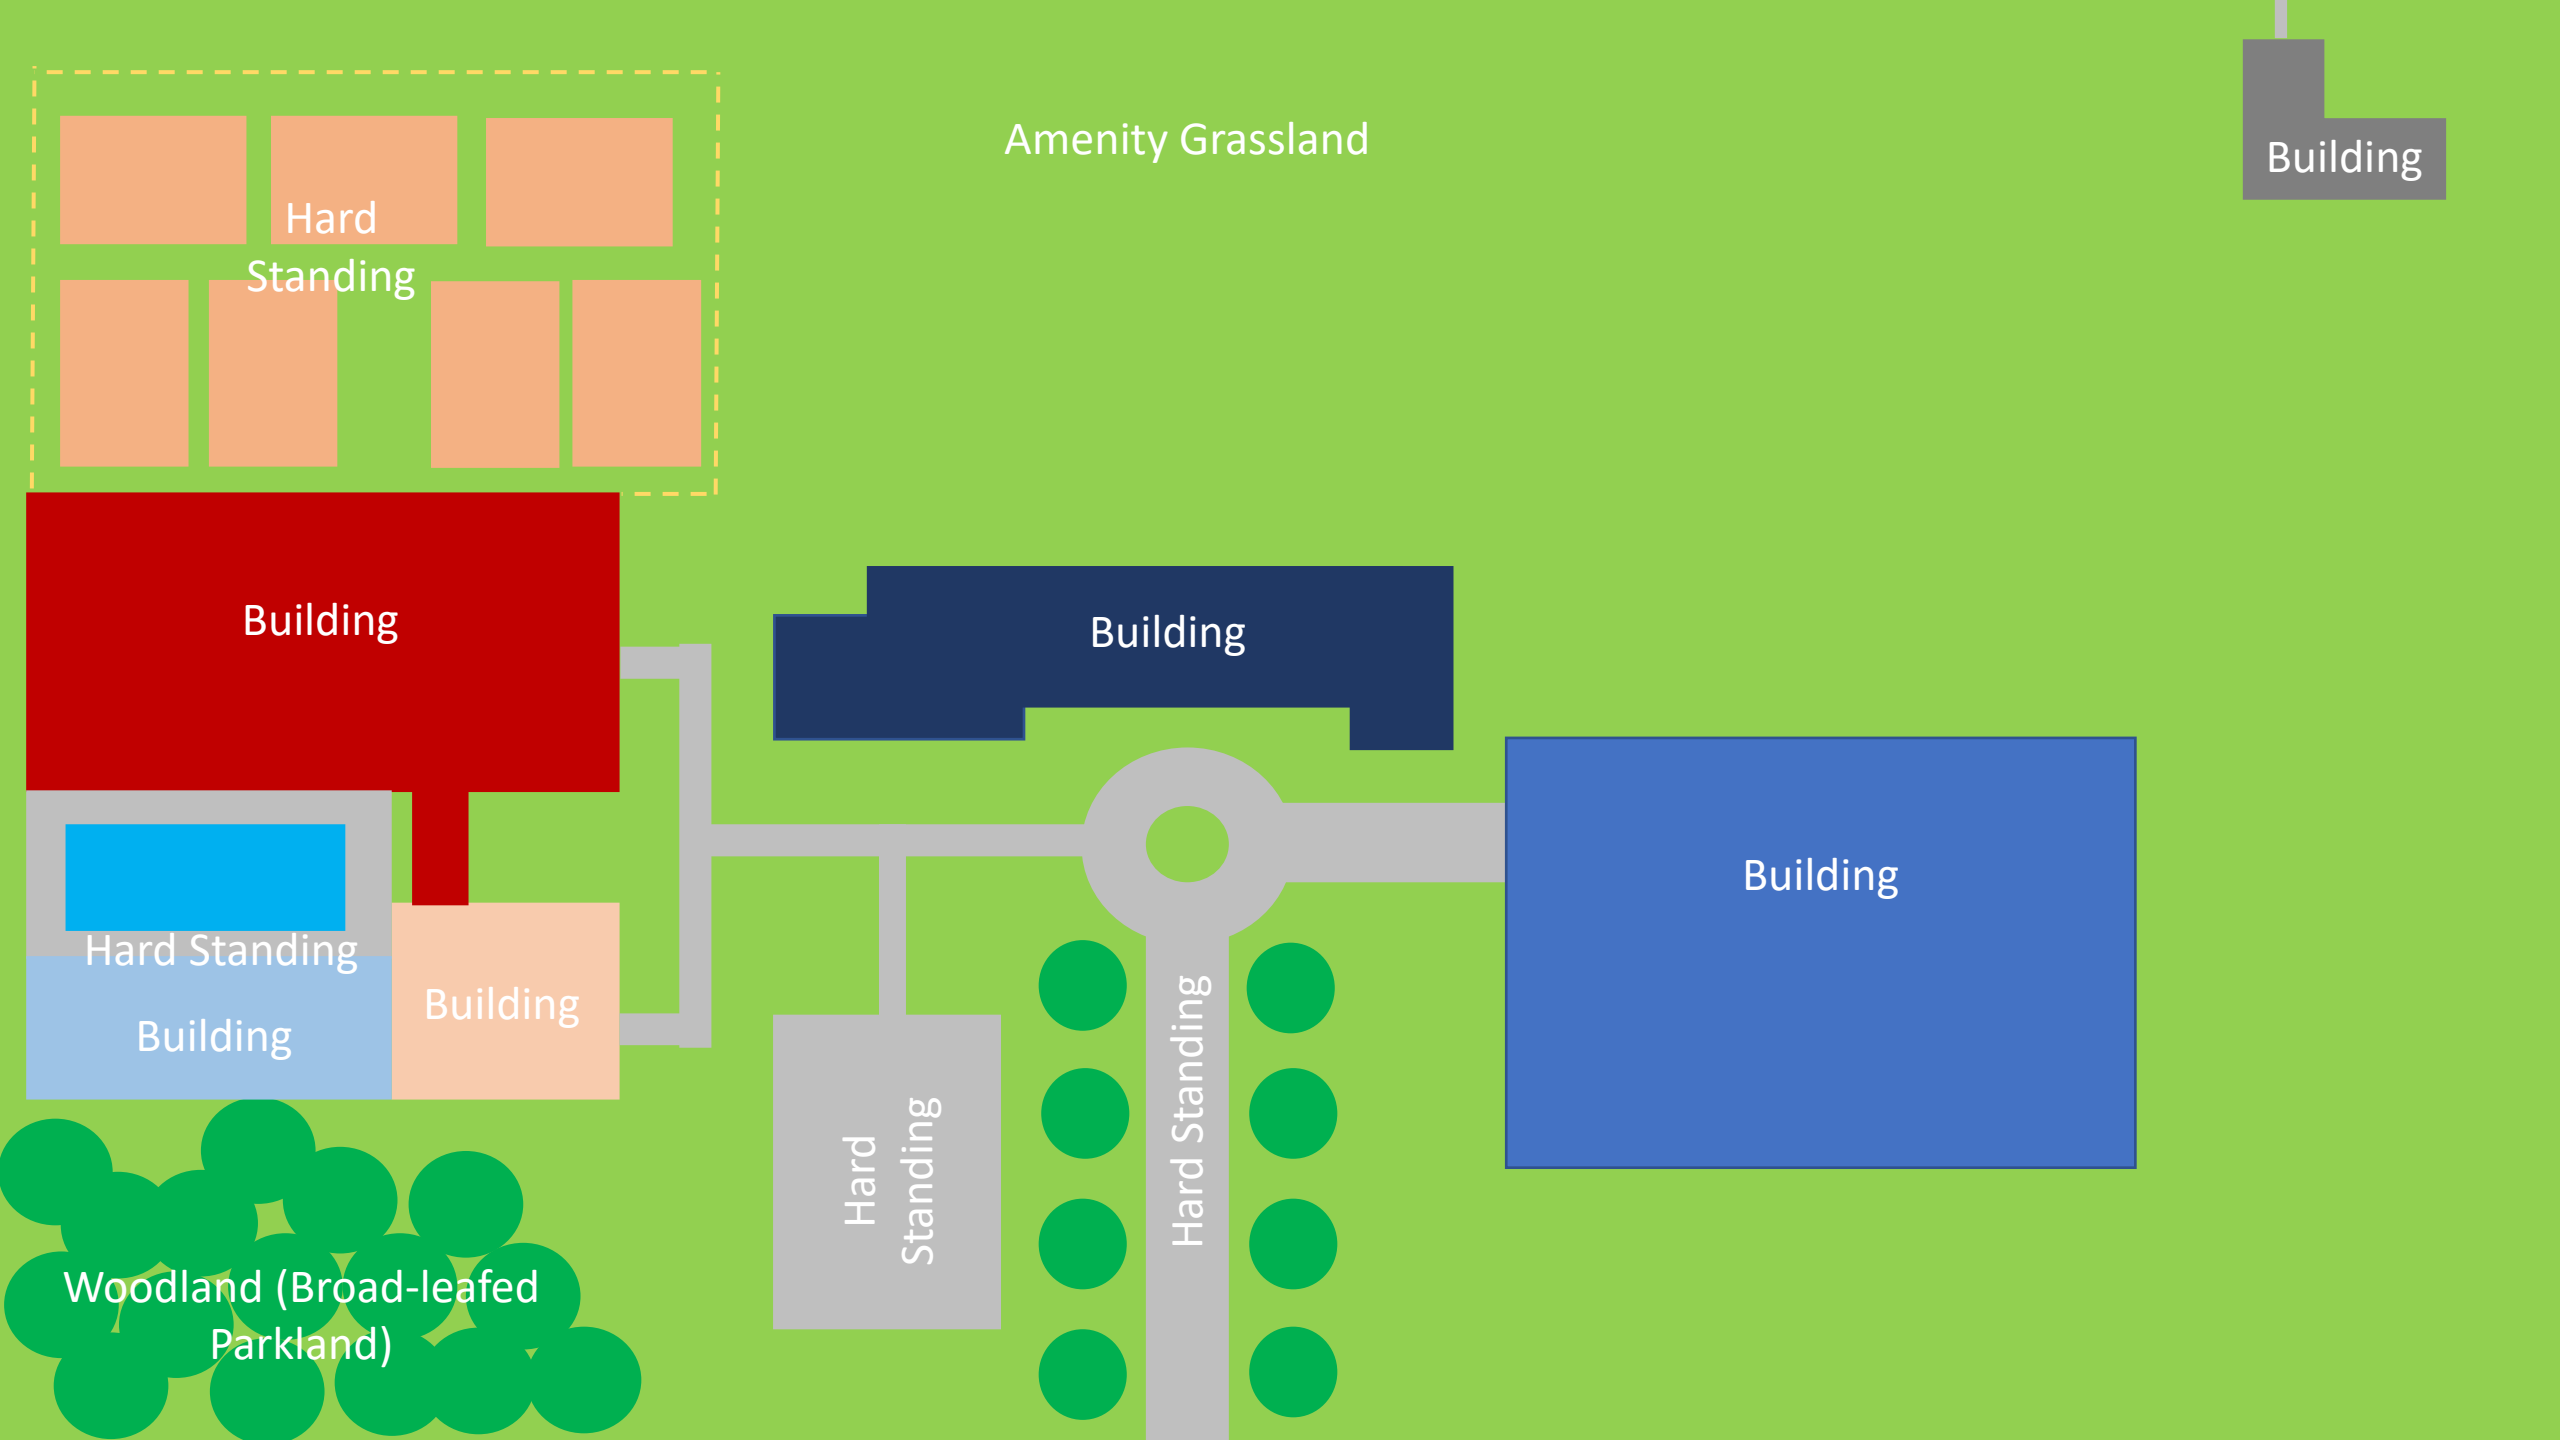 Amenity Grassland
Building
Hard
Standing
Building
Building
Building
Hard Standing
Building
Building
Hard Standing
Hard
Standing
Woodland (Broad-leafed
Parkland)